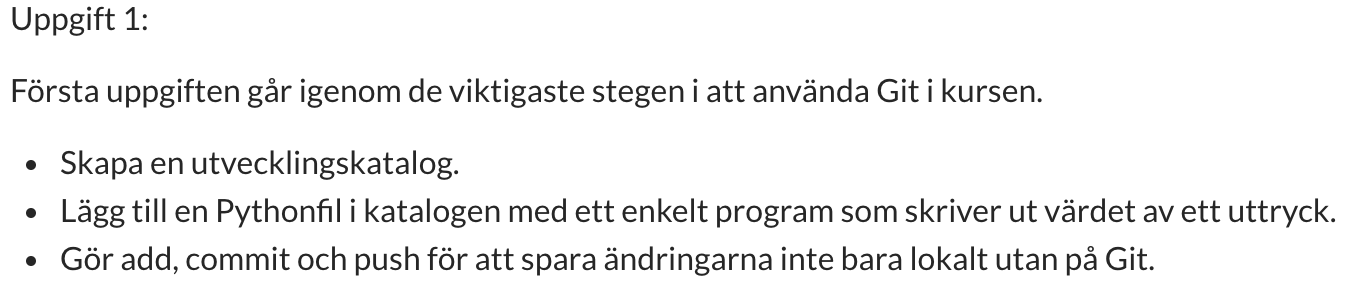 Uppgift 1:
Första uppgiften går igenom de viktigaste stegen i att använda Git i kursen.
• Skapa en utvecklingskatalog.
• Lägg till en Pythonfil i katalogen med ett enkelt program som skriver ut värdet av ett uttryck.
• Gör add, commit och push för att spara ändringarna inte bara lokalt utan på Git.